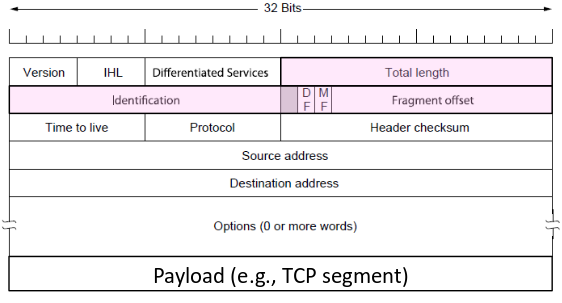 32 Bits
Version IHL Differentiated Services Total length
Identification D F M F Fragment offset
Time to live Protocol Header checksum
Source address
Destination address
Options (0 or more words)
Payload (e.g., TCP segment)